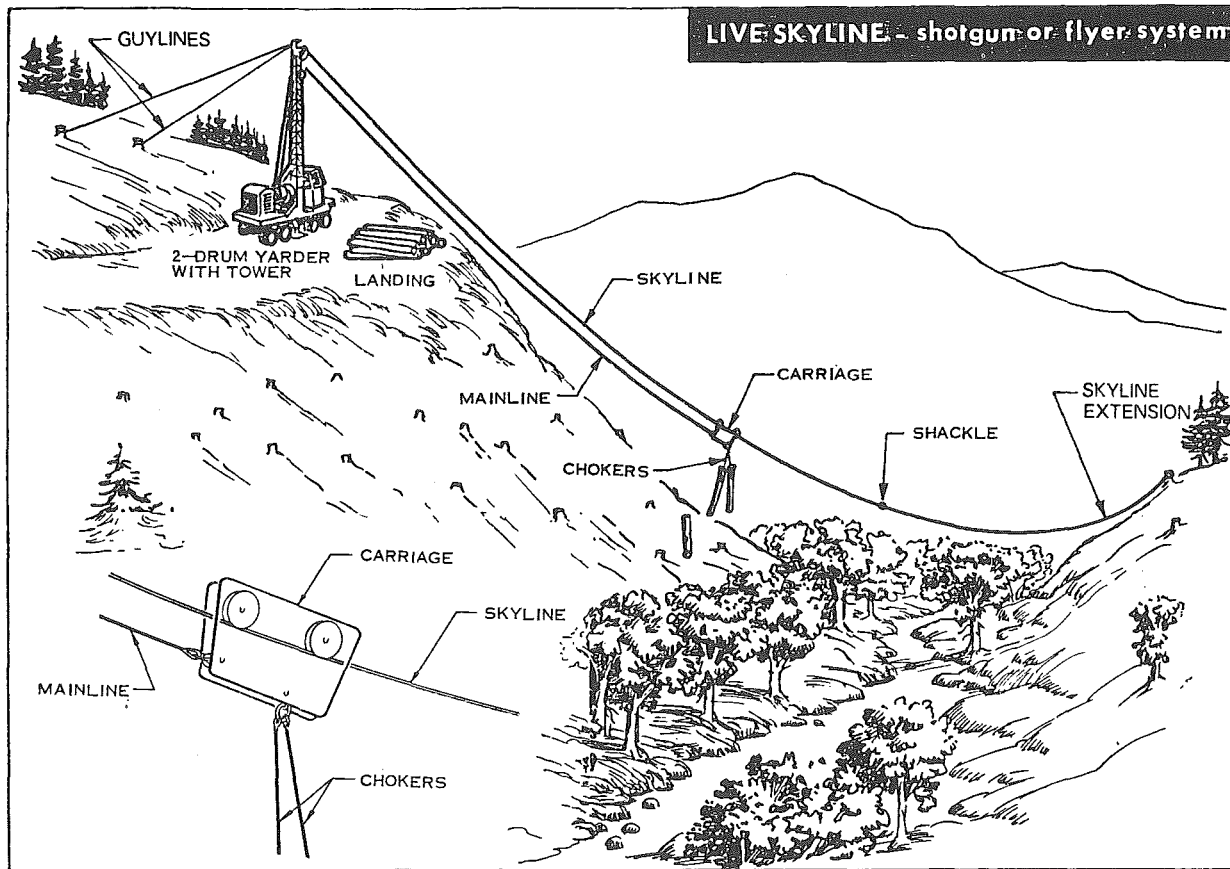 LIVE SKYLINE - shotgun or flyer system
GUYLINES
2-DRUM YARDER
WITH TOWER
LANDING
SKYLINE
MAINLINE
CARRIAGE
SKYLINE
EXTENSION
SHACKLE
CHOKERS
CARRIAGE
SKYLINE
MAINLINE
CHOKERS